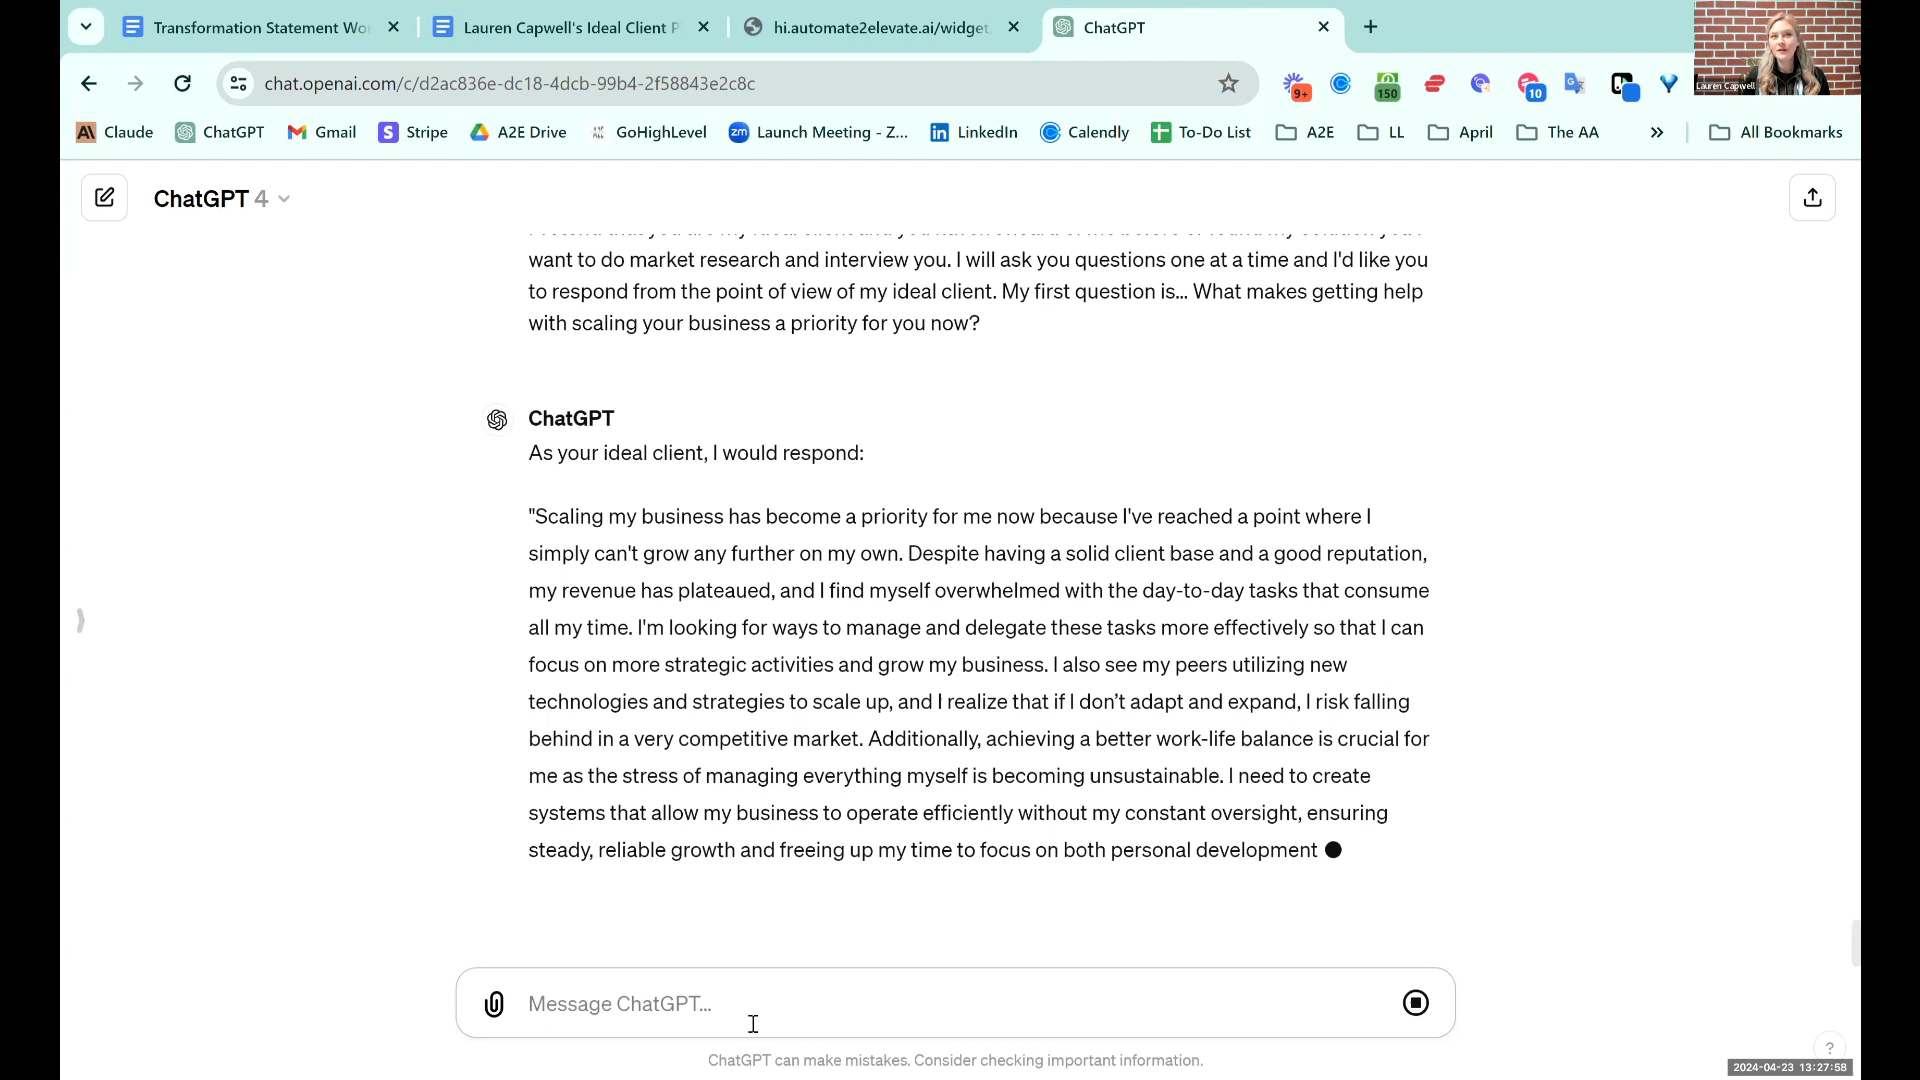 Transformation Statement Wo
Lauren Capwell's Ideal Client P
hi.automate2elevate.ai/widget
ChatGPT
Lauren Capwell
chat.openai.com/c/d2ac836e-dc18-4dcb-99b4-2f58843e2c8c
9+
150
10
Claude
ChatGPT
Gmail
Stripe
A2E Drive
GoHighLevel
zm
Launch Meeting - Z...
LinkedIn
Calendly
To-Do List
A2E
LL
April
The AA
All Bookmarks
ChatGPT 4
want to do market research and interview you. I will ask you questions one at a time and I'd like you
to respond from the point of view of my ideal client. My first question is... What makes getting help
with scaling your business a priority for you now?
ChatGPT
As your ideal client, I would respond:
"Scaling my business has become a priority for me now because I've reached a point where I
simply can't grow any further on my own. Despite having a solid client base and a good reputation,
my revenue has plateaued, and I find myself overwhelmed with the day-to-day tasks that consume
all my time. I'm looking for ways to manage and delegate these tasks more effectively so that I can
focus on more strategic activities and grow my business. I also see my peers utilizing new
technologies and strategies to scale up, and I realize that if I don’t adapt and expand, I risk falling
behind in a very competitive market. Additionally, achieving a better work-life balance is crucial for
me as the stress of managing everything myself is becoming unsustainable. I need to create
systems that allow my business to operate efficiently without my constant oversight, ensuring
steady, reliable growth and freeing up my time to focus on both personal development
Message ChatGPT...
ChatGPT can make mistakes. Consider checking important information.
?
2024-04-23 13:27:58